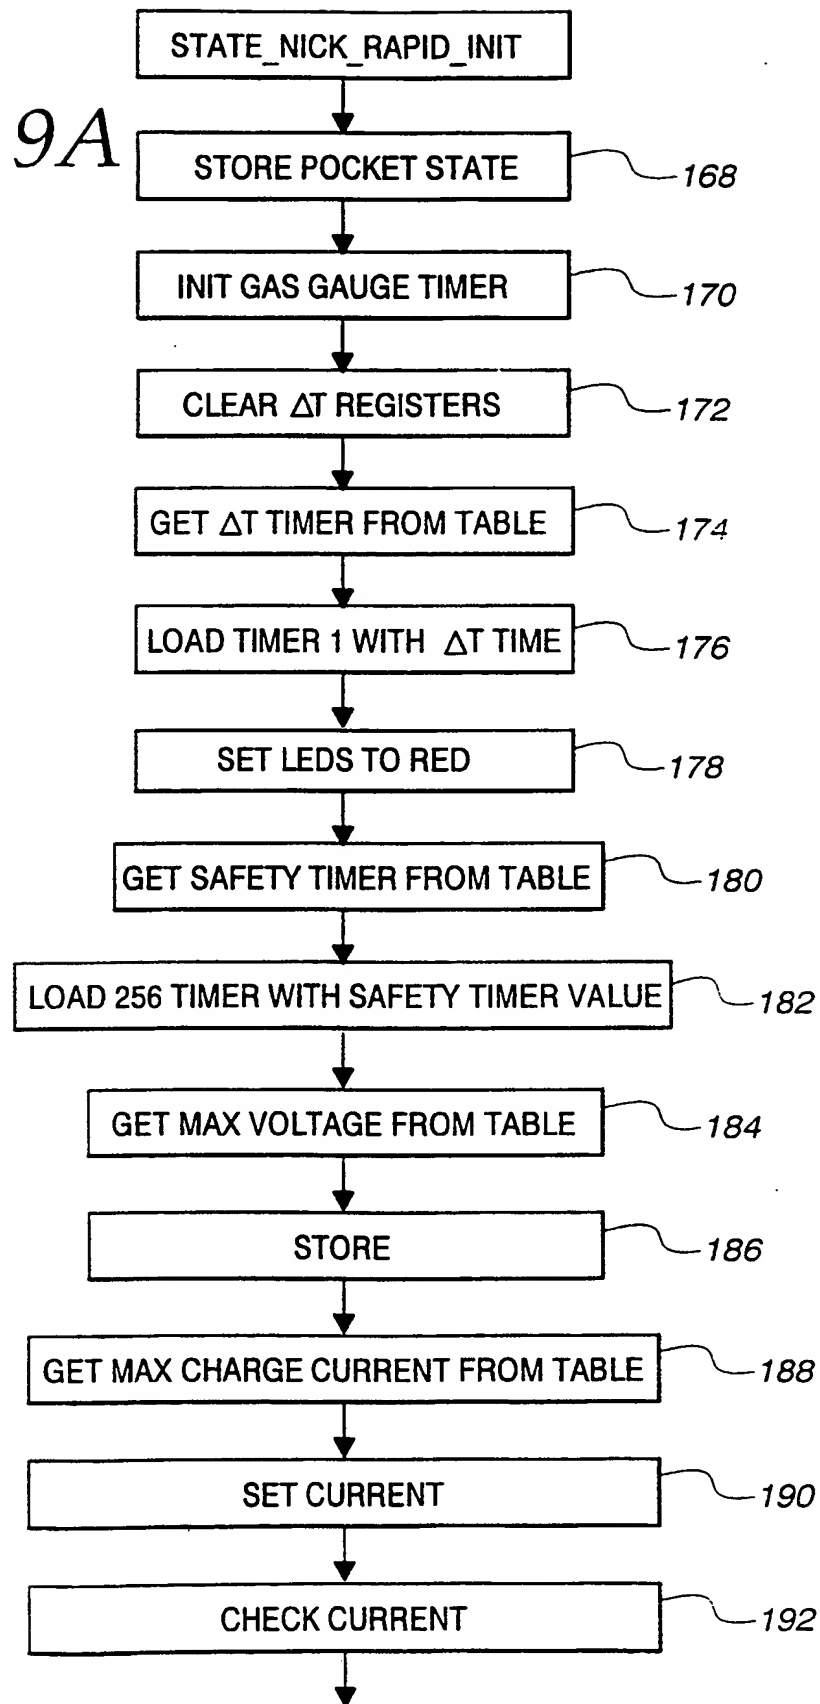 STATE_NICK_RAPID_INIT
9A
STORE POCKET STATE
168
INIT GAS GAUGE TIMER
170
CLEAR ΔT REGISTERS
172
GET ΔT TIMER FROM TABLE
174
LOAD TIMER 1 WITH ΔT TIME
176
SET LEDS TO RED
178
GET SAFETY TIMER FROM TABLE
180
LOAD 256 TIMER WITH SAFETY TIMER VALUE
182
GET MAX VOLTAGE FROM TABLE
184
STORE
186
GET MAX CHARGE CURRENT FROM TABLE
188
SET CURRENT
190
CHECK CURRENT
192